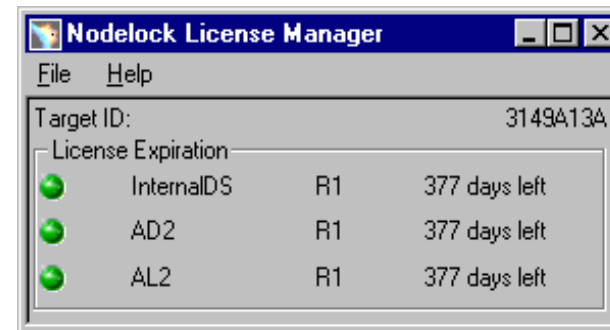 Nodelock License Manager
File Help
Target ID: 3149A13A
License Expiration
InternalDS R1 377 days left
AD2 R1 377 days left
AL2 R1 377 days left